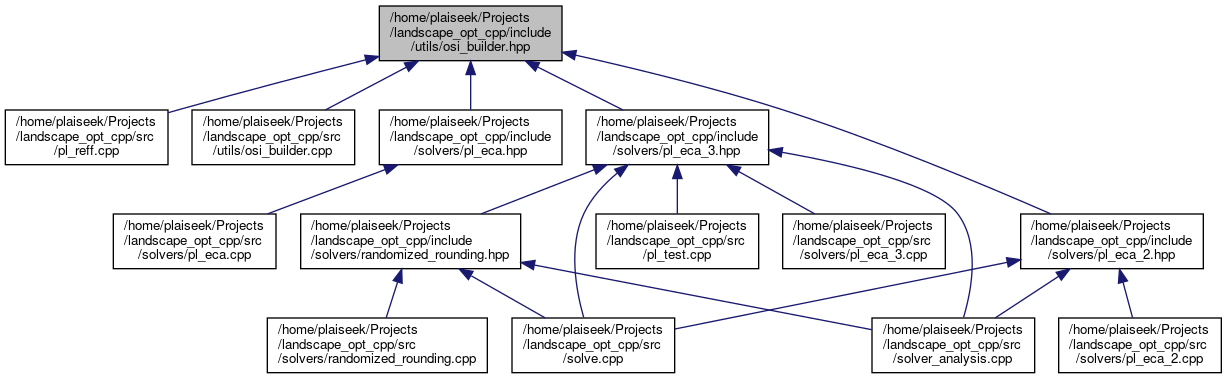 /home/plaiseek/Projects
/landscape_opt_cpp/include
/utils/osi_builder.hpp
/home/plaiseek/Projects
/landscape_opt_cpp/src
/pl_reff.cpp
/home/plaiseek/Projects
/landscape_opt_cpp/src
/utils/osi_builder.cpp
/home/plaiseek/Projects
/landscape_opt_cpp/include
/solvers/pl_eca.hpp
/home/plaiseek/Projects
/landscape_opt_cpp/include
/solvers/pl_eca_3.hpp
/home/plaiseek/Projects
/landscape_opt_cpp/src
/solvers/pl_eca.cpp
/home/plaiseek/Projects
/landscape_opt_cpp/include
/solvers/randomized_rounding.hpp
/home/plaiseek/Projects
/landscape_opt_cpp/src
/pl_test.cpp
/home/plaiseek/Projects
/landscape_opt_cpp/src
/solvers/pl_eca_3.cpp
/home/plaiseek/Projects
/landscape_opt_cpp/include
/solvers/pl_eca_2.hpp
/home/plaiseek/Projects
/landscape_opt_cpp/src
/solvers/randomized_rounding.cpp
/home/plaiseek/Projects
/landscape_opt_cpp/src
/solve.cpp
/home/plaiseek/Projects
/landscape_opt_cpp/src
/solver_analysis.cpp
/home/plaiseek/Projects
/landscape_opt_cpp/src
/solvers/pl_eca_2.cpp